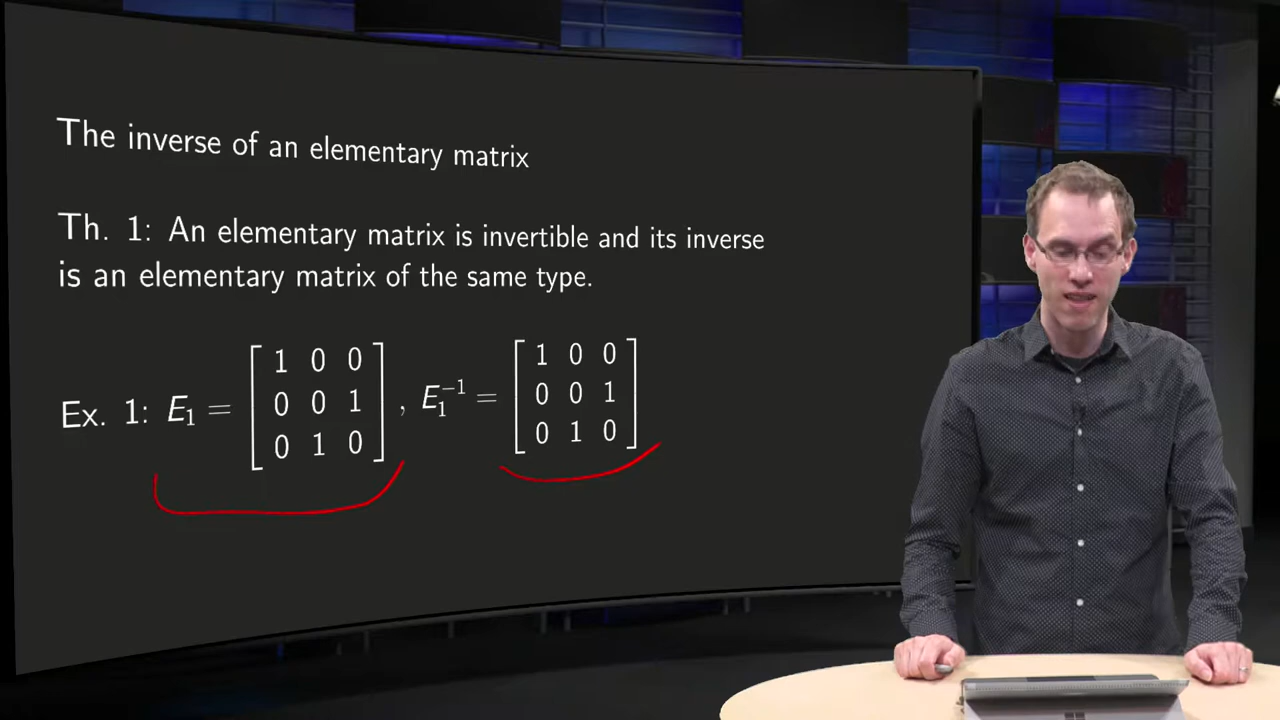 The inverse of an elementary matrix
Th. 1: An elementary matrix is invertible and its inverse
is an elementary matrix of the same type.
Ex. 1: E₁ = [1 0 0; 0 0 1; 0 1 0], E₁⁻¹ = [1 0 0; 0 0 1; 0 1 0]